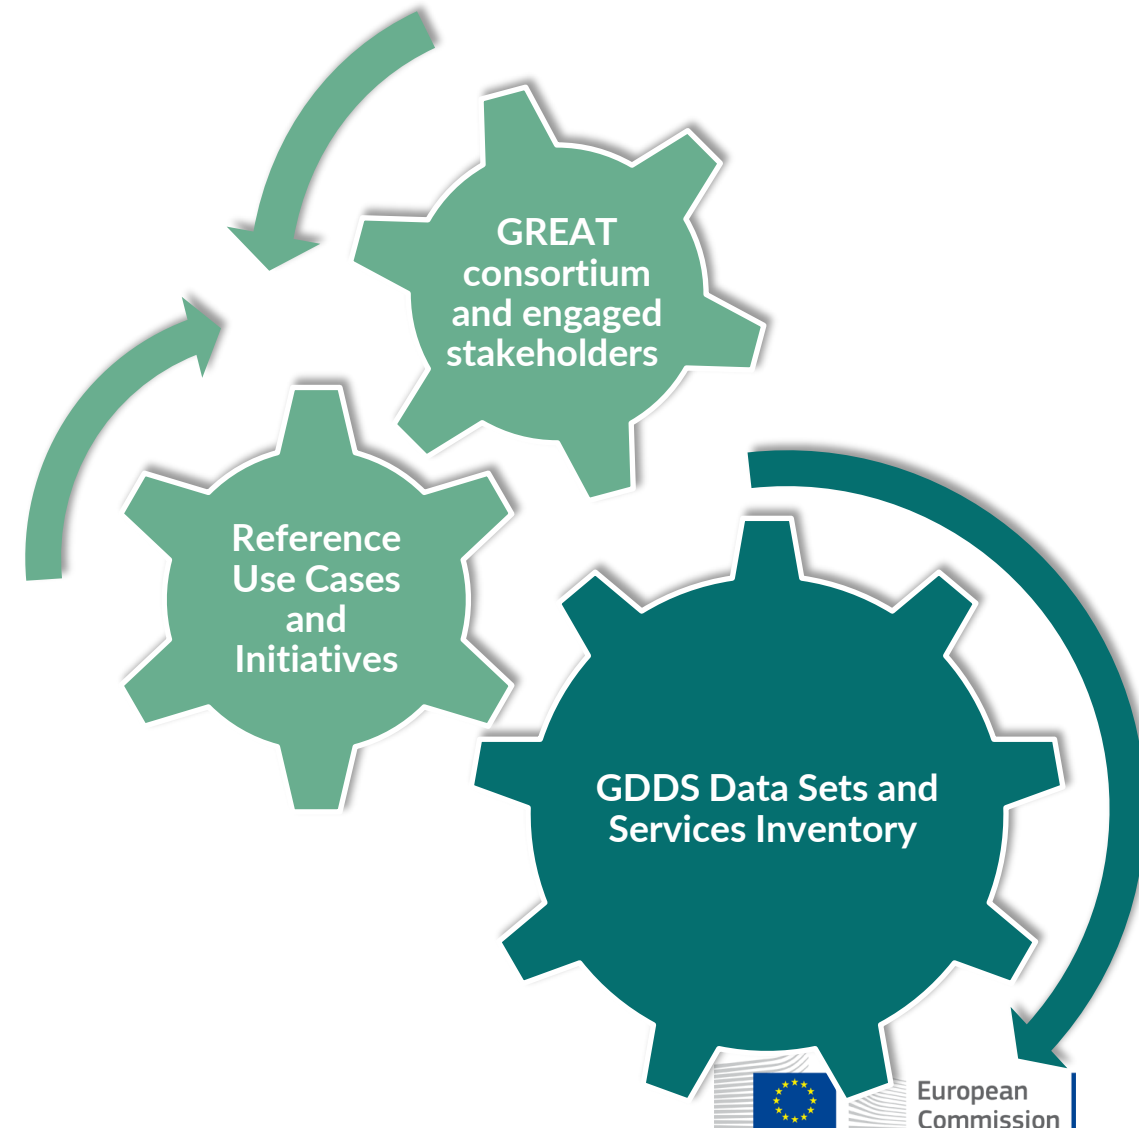 GREAT
consortium
and engaged
stakeholders
Reference
Use Cases
and
Initiatives
GDDS Data Sets and
Services Inventory
European
Commission